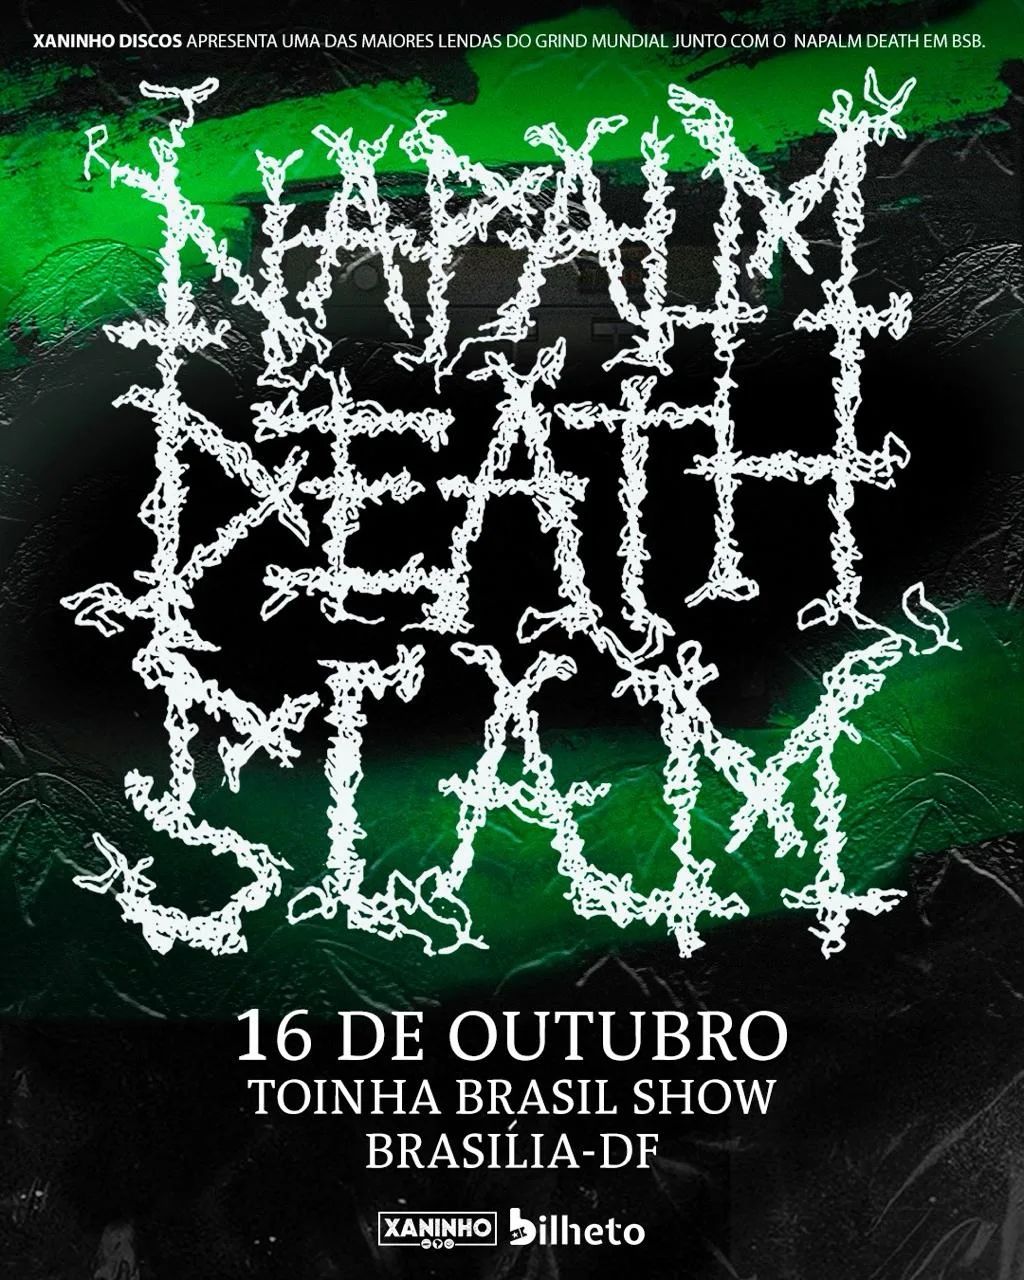 XANINHO DISCOS APRESENTA UMA DAS MAIORES LENDAS DO GRIND MUNDIAL JUNTO COM O NAPALM DEATH EM BSB.
R.I.
NAPALM
DEATH
SLAM
16 DE OUTUBRO
TOINHA BRASIL SHOW
BRASÍLIA-DF
XANINHO bilheto